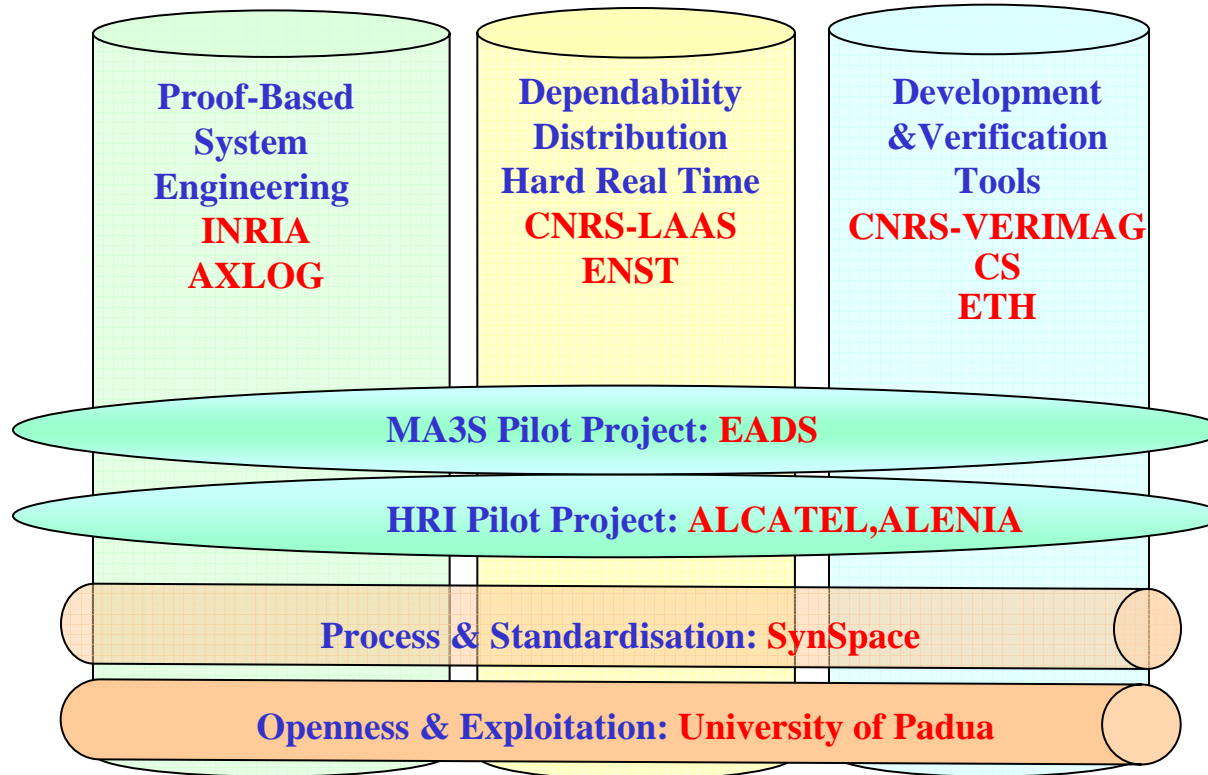 Proof-Based
System
Engineering
INRIA
AXLOG
Dependability
Distribution
Hard Real Time
CNRS-LAAS
ENST
Development
&Verification
Tools
CNRS-VERIMAG
CS
ETH
MA3S Pilot Project: EADS
HRI Pilot Project: ALCATEL,ALENIA
Process & Standardisation: SynSpace
Openness & Exploitation: University of Padua